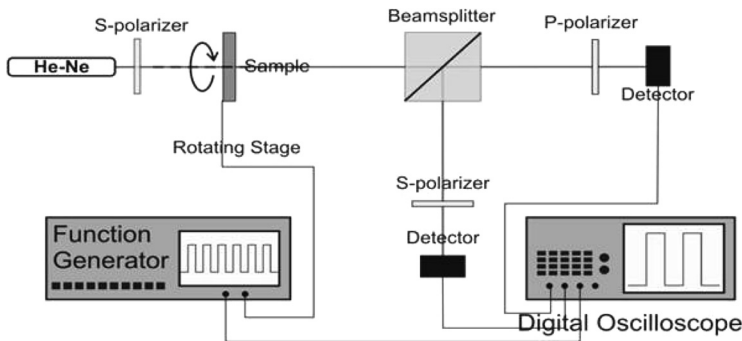 Beamsplitter
S-polarizer
P-polarizer
He-Ne
Sample
Detector
Rotating Stage
S-polarizer
Function
Generator
Detector
Digital Oscilloscope